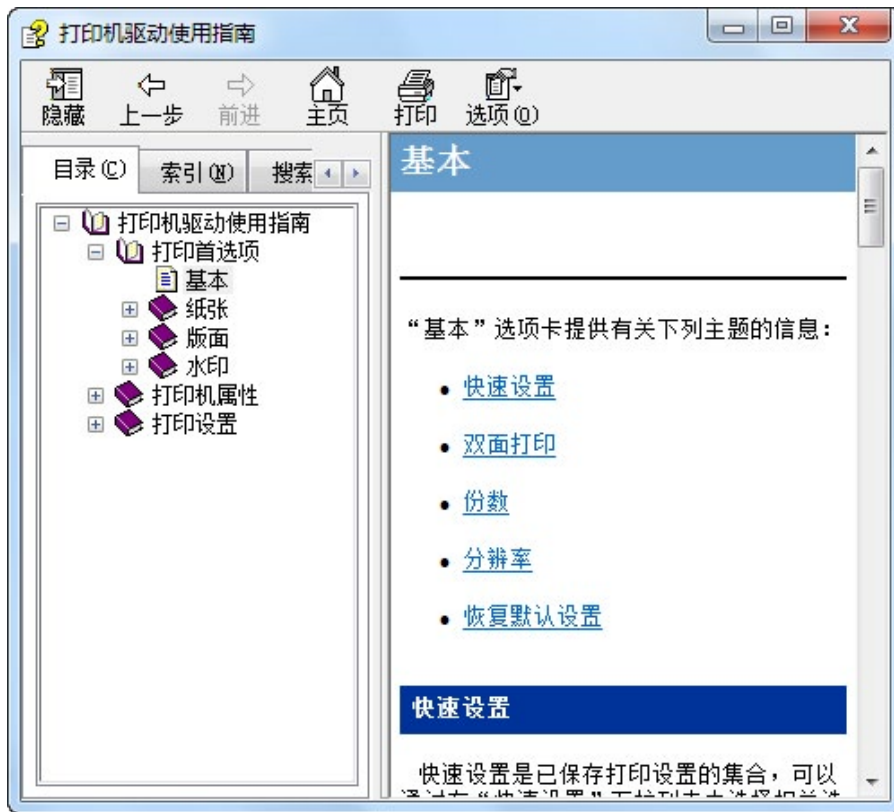 打印机驱动使用指南
隐藏 上一步 前进 主页 打印 选项(O)
目录(C) 索引(N) 搜索
打印机驱动使用指南
打印首选项
基本
纸张
版面
水印
打印机属性
打印设置
基本
“基本”选项卡提供有关下列主题的信息：
• 快速设置
• 双面打印
• 份数
• 分辨率
• 恢复默认设置
快速设置
快速设置是已保存打印设置的集合，可以